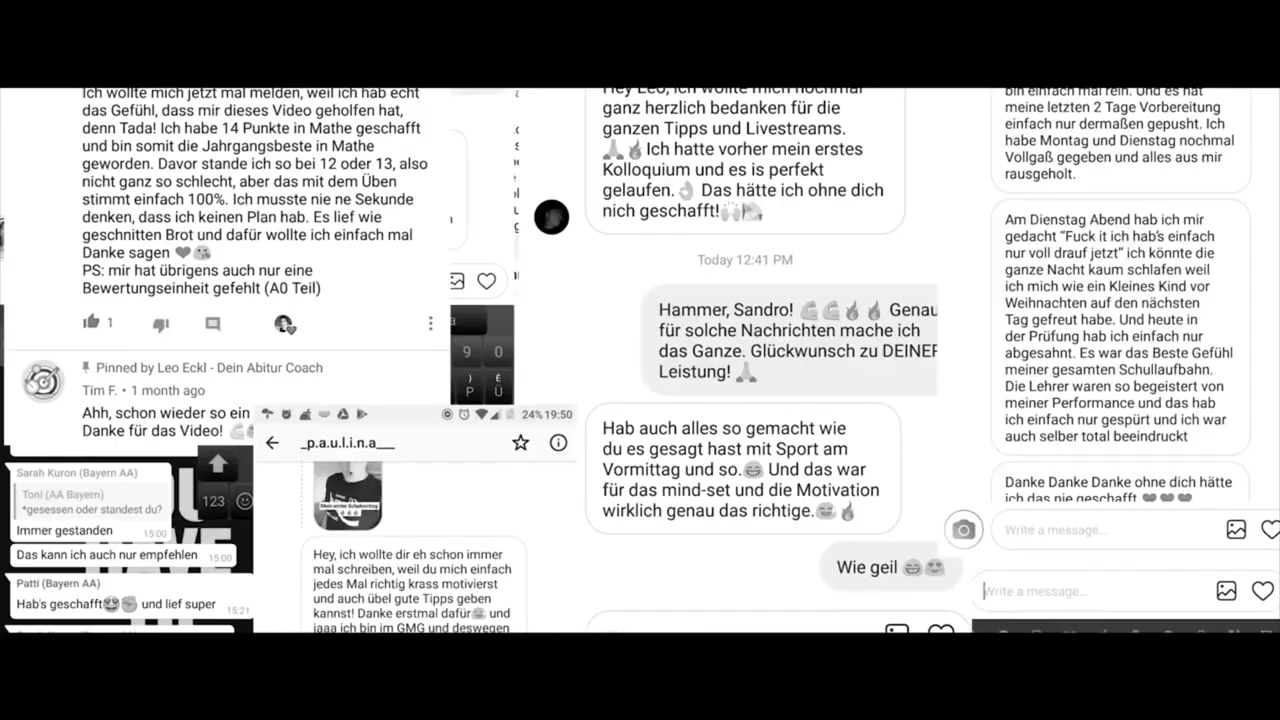 Ich wollte mich jetzt mal melden, weil ich hab echt
das Gefühl, dass mir dieses Video geholfen hat,
denn Tada! Ich habe 14 Punkte in Mathe geschafft
und bin somit die Jahrgangsbeste in Mathe
geworden. Davor stande ich so bei 12 oder 13, also
nicht ganz so schlecht, aber das mit dem Üben
stimmt einfach 100%. Ich musste nie ne Sekunde
denken, dass ich keinen Plan hab. Es lief wie
geschnitten Brot und dafür wollte ich einfach mal
Danke sagen ❤😘
PS: mir hat übrigens auch nur eine
Bewertungseinheit gefehlt (A0 Teil)
1
Pinned by Leo Eckl - Dein Abitur Coach
Tim F. • 1 month ago
Ahh, schon wieder so ein
Danke für das Video! 💪
a
9 0
) È
P Ü
123
Sarah Kuron (Bayern AA)
Toni (AA Bayern)
*gesessen oder standest du?
Immer gestanden 15:00
Das kann ich auch nur empfehlen 15:00
Patti (Bayern AA)
Hab's geschafft😍✊ und lief super 15:21
HAVE
24% 19:50
_p.a.u.l.i.n.a___
Hey, ich wollte dir eh schon immer
mal schreiben, weil du mich einfach
jedes Mal richtig krass motivierst
und auch übel gute Tipps geben
kannst! Danke erstmal dafür😁 und
jaaa ich bin im GMG und deswegen
Hey Leo, ich wollte mich nochmal
ganz herzlich bedanken für die
ganzen Tipps und Livestreams.
🙏🔥Ich hatte vorher mein erstes
Kolloquium und es is perfekt
gelaufen.👌 Das hätte ich ohne dich
nich geschafft!🙌
Today 12:41 PM
Hammer, Sandro! 💪💪🔥🔥 Genau
für solche Nachrichten mache ich
das Ganze. Glückwunsch zu DEINER
Leistung! 🙏
Hab auch alles so gemacht wie
du es gesagt hast mit Sport am
Vormittag und so.😂 Und das war
für das mind-set und die Motivation
wirklich genau das richtige.😁🔥
Wie geil 😂😍
bin einfach mal rein. Und es hat
meine letzten 2 Tage Vorbereitung
einfach nur dermaßen gepusht. Ich
habe Montag und Dienstag nochmal
Vollgaß gegeben und alles aus mir
rausgeholt.
Am Dienstag Abend hab ich mir
gedacht “Fuck it ich hab’s einfach
nur voll drauf jetzt” ich könnte die
ganze Nacht kaum schlafen weil
ich mich wie ein Kleines Kind vor
Weihnachten auf den nächsten
Tag gefreut habe. Und heute in
der Prüfung hab ich einfach nur
abgesahnt. Es war das Beste Gefühl
meiner gesamten Schullaufbahn.
Die Lehrer waren so begeistert von
meiner Performance und das hab
ich einfach nur gespürt und ich war
auch selber total beeindruckt
Danke Danke Danke ohne dich hätte
ich das nie geschafft ❤❤❤
Write a message...
Write a message...